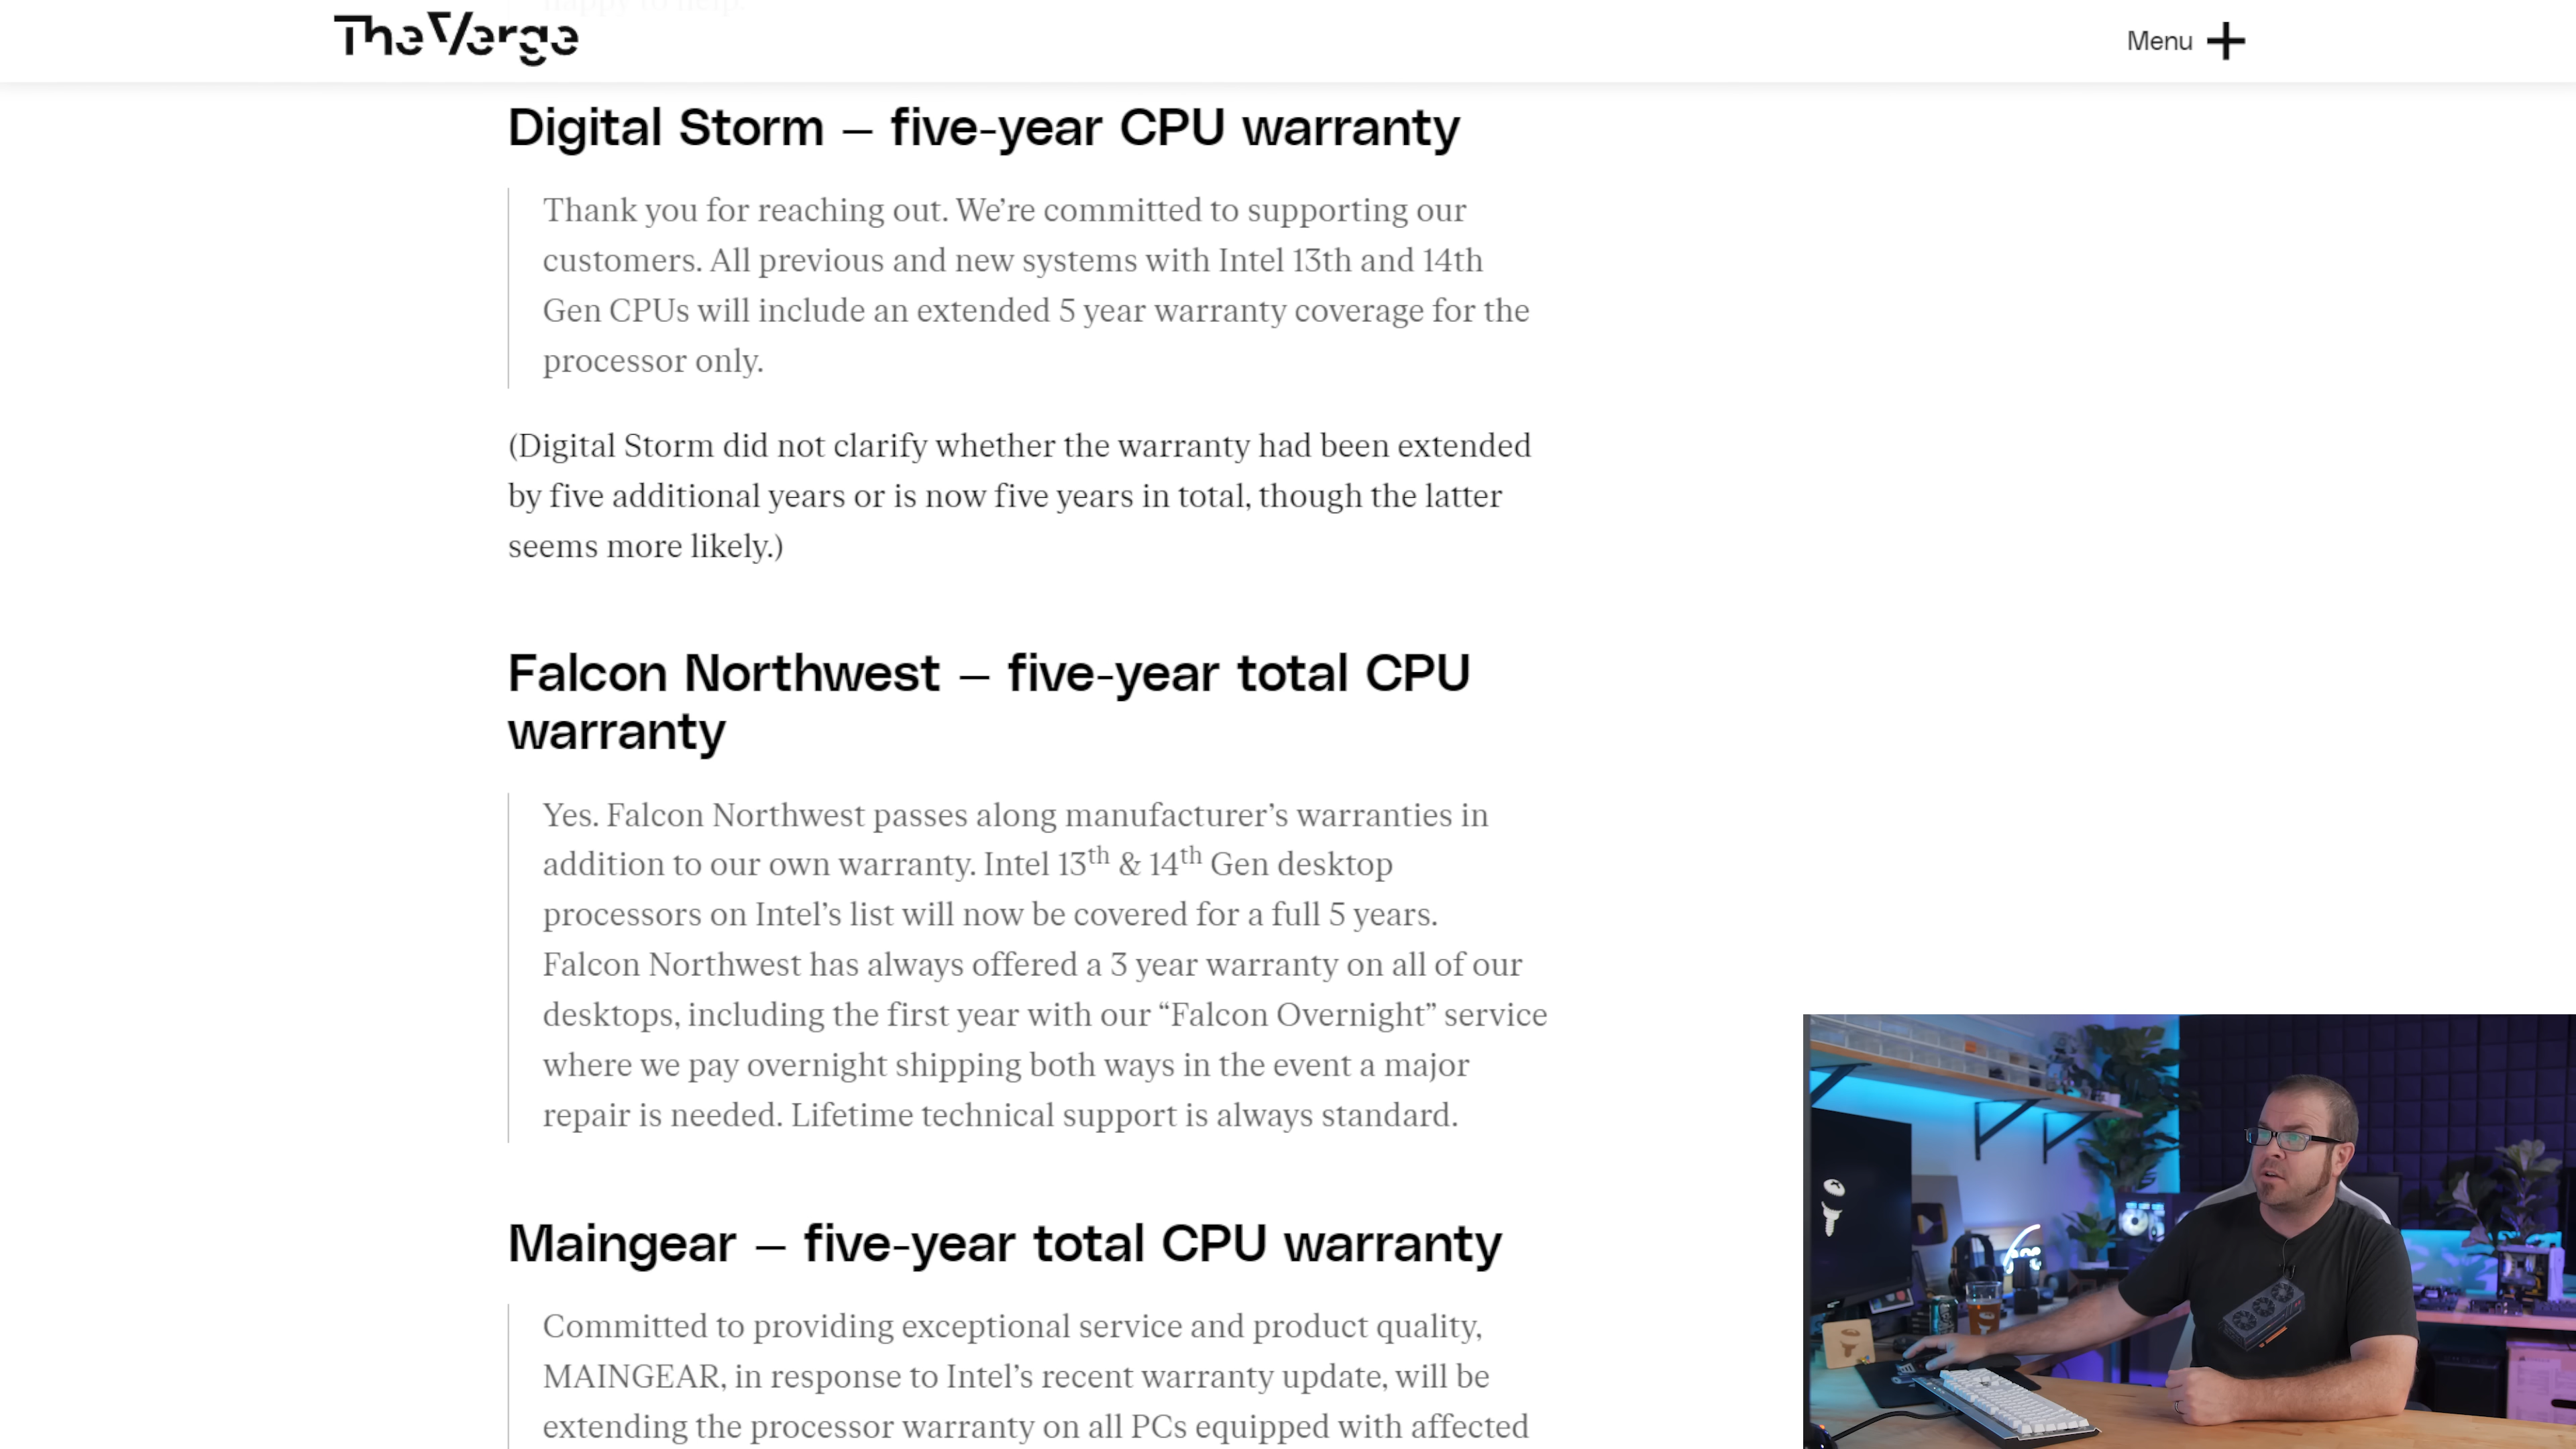 happy to help.
The Verge
Menu
Digital Storm – five-year CPU warranty
Thank you for reaching out. We’re committed to supporting our
customers. All previous and new systems with Intel 13th and 14th
Gen CPUs will include an extended 5 year warranty coverage for the
processor only.
(Digital Storm did not clarify whether the warranty had been extended
by five additional years or is now five years in total, though the latter
seems more likely.)
Falcon Northwest – five-year total CPU
warranty
Yes. Falcon Northwest passes along manufacturer’s warranties in
addition to our own warranty. Intel 13th & 14th Gen desktop
processors on Intel’s list will now be covered for a full 5 years.
Falcon Northwest has always offered a 3 year warranty on all of our
desktops, including the first year with our “Falcon Overnight” service
where we pay overnight shipping both ways in the event a major
repair is needed. Lifetime technical support is always standard.
Maingear – five-year total CPU warranty
Committed to providing exceptional service and product quality,
MAINGEAR, in response to Intel’s recent warranty update, will be
extending the processor warranty on all PCs equipped with affected